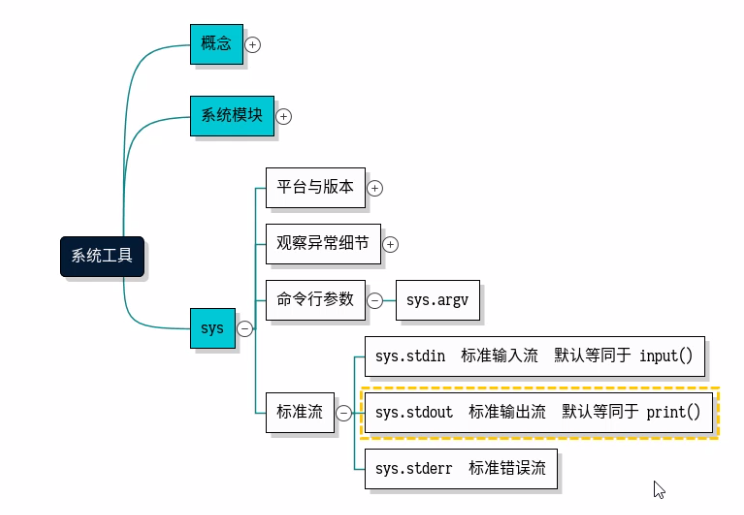 概念
系统模块
平台与版本
观察异常细节
系统工具
命令行参数
sys.argv
sys
sys.stdin 标准输入流 默认等同于 input()
标准流
sys.stdout 标准输出流 默认等同于 print()
sys.stderr 标准错误流